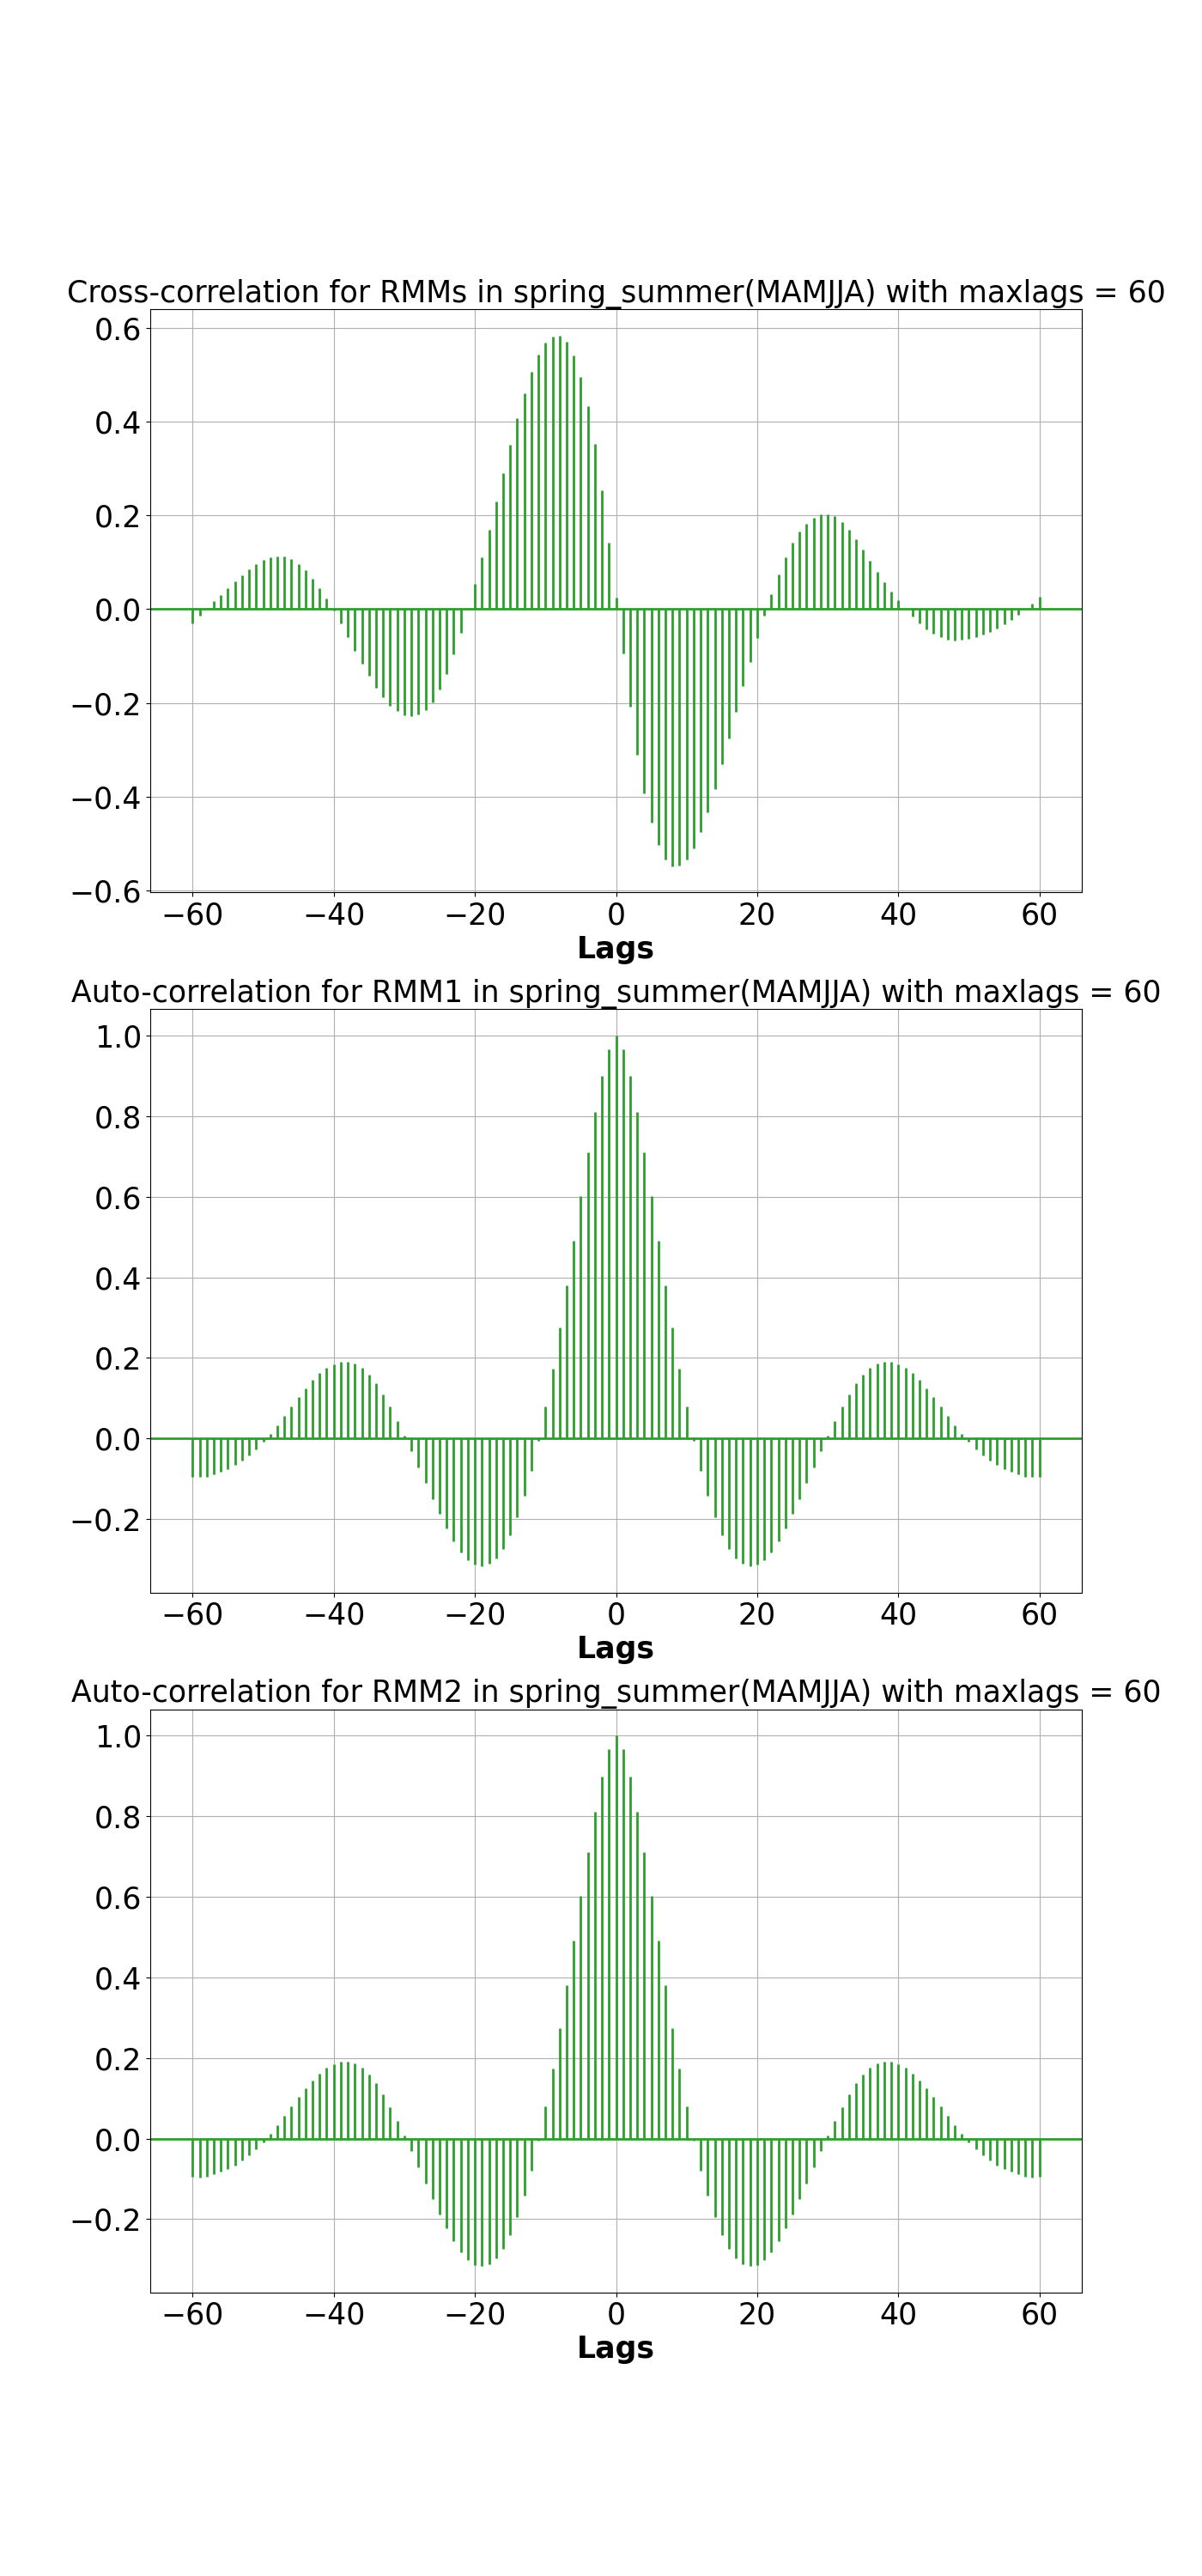 Cross-correlation for RMMs in spring_summer(MAMJJA) with maxlags = 60
0.6
0.4
0.2
0.0
−0.2
−0.4
−0.6
−60 −40 −20 0 20 40 60
Lags
Auto-correlation for RMM1 in spring_summer(MAMJJA) with maxlags = 60
1.0
0.8
0.6
0.4
0.2
0.0
−0.2
−60 −40 −20 0 20 40 60
Lags
Auto-correlation for RMM2 in spring_summer(MAMJJA) with maxlags = 60
1.0
0.8
0.6
0.4
0.2
0.0
−0.2
−60 −40 −20 0 20 40 60
Lags